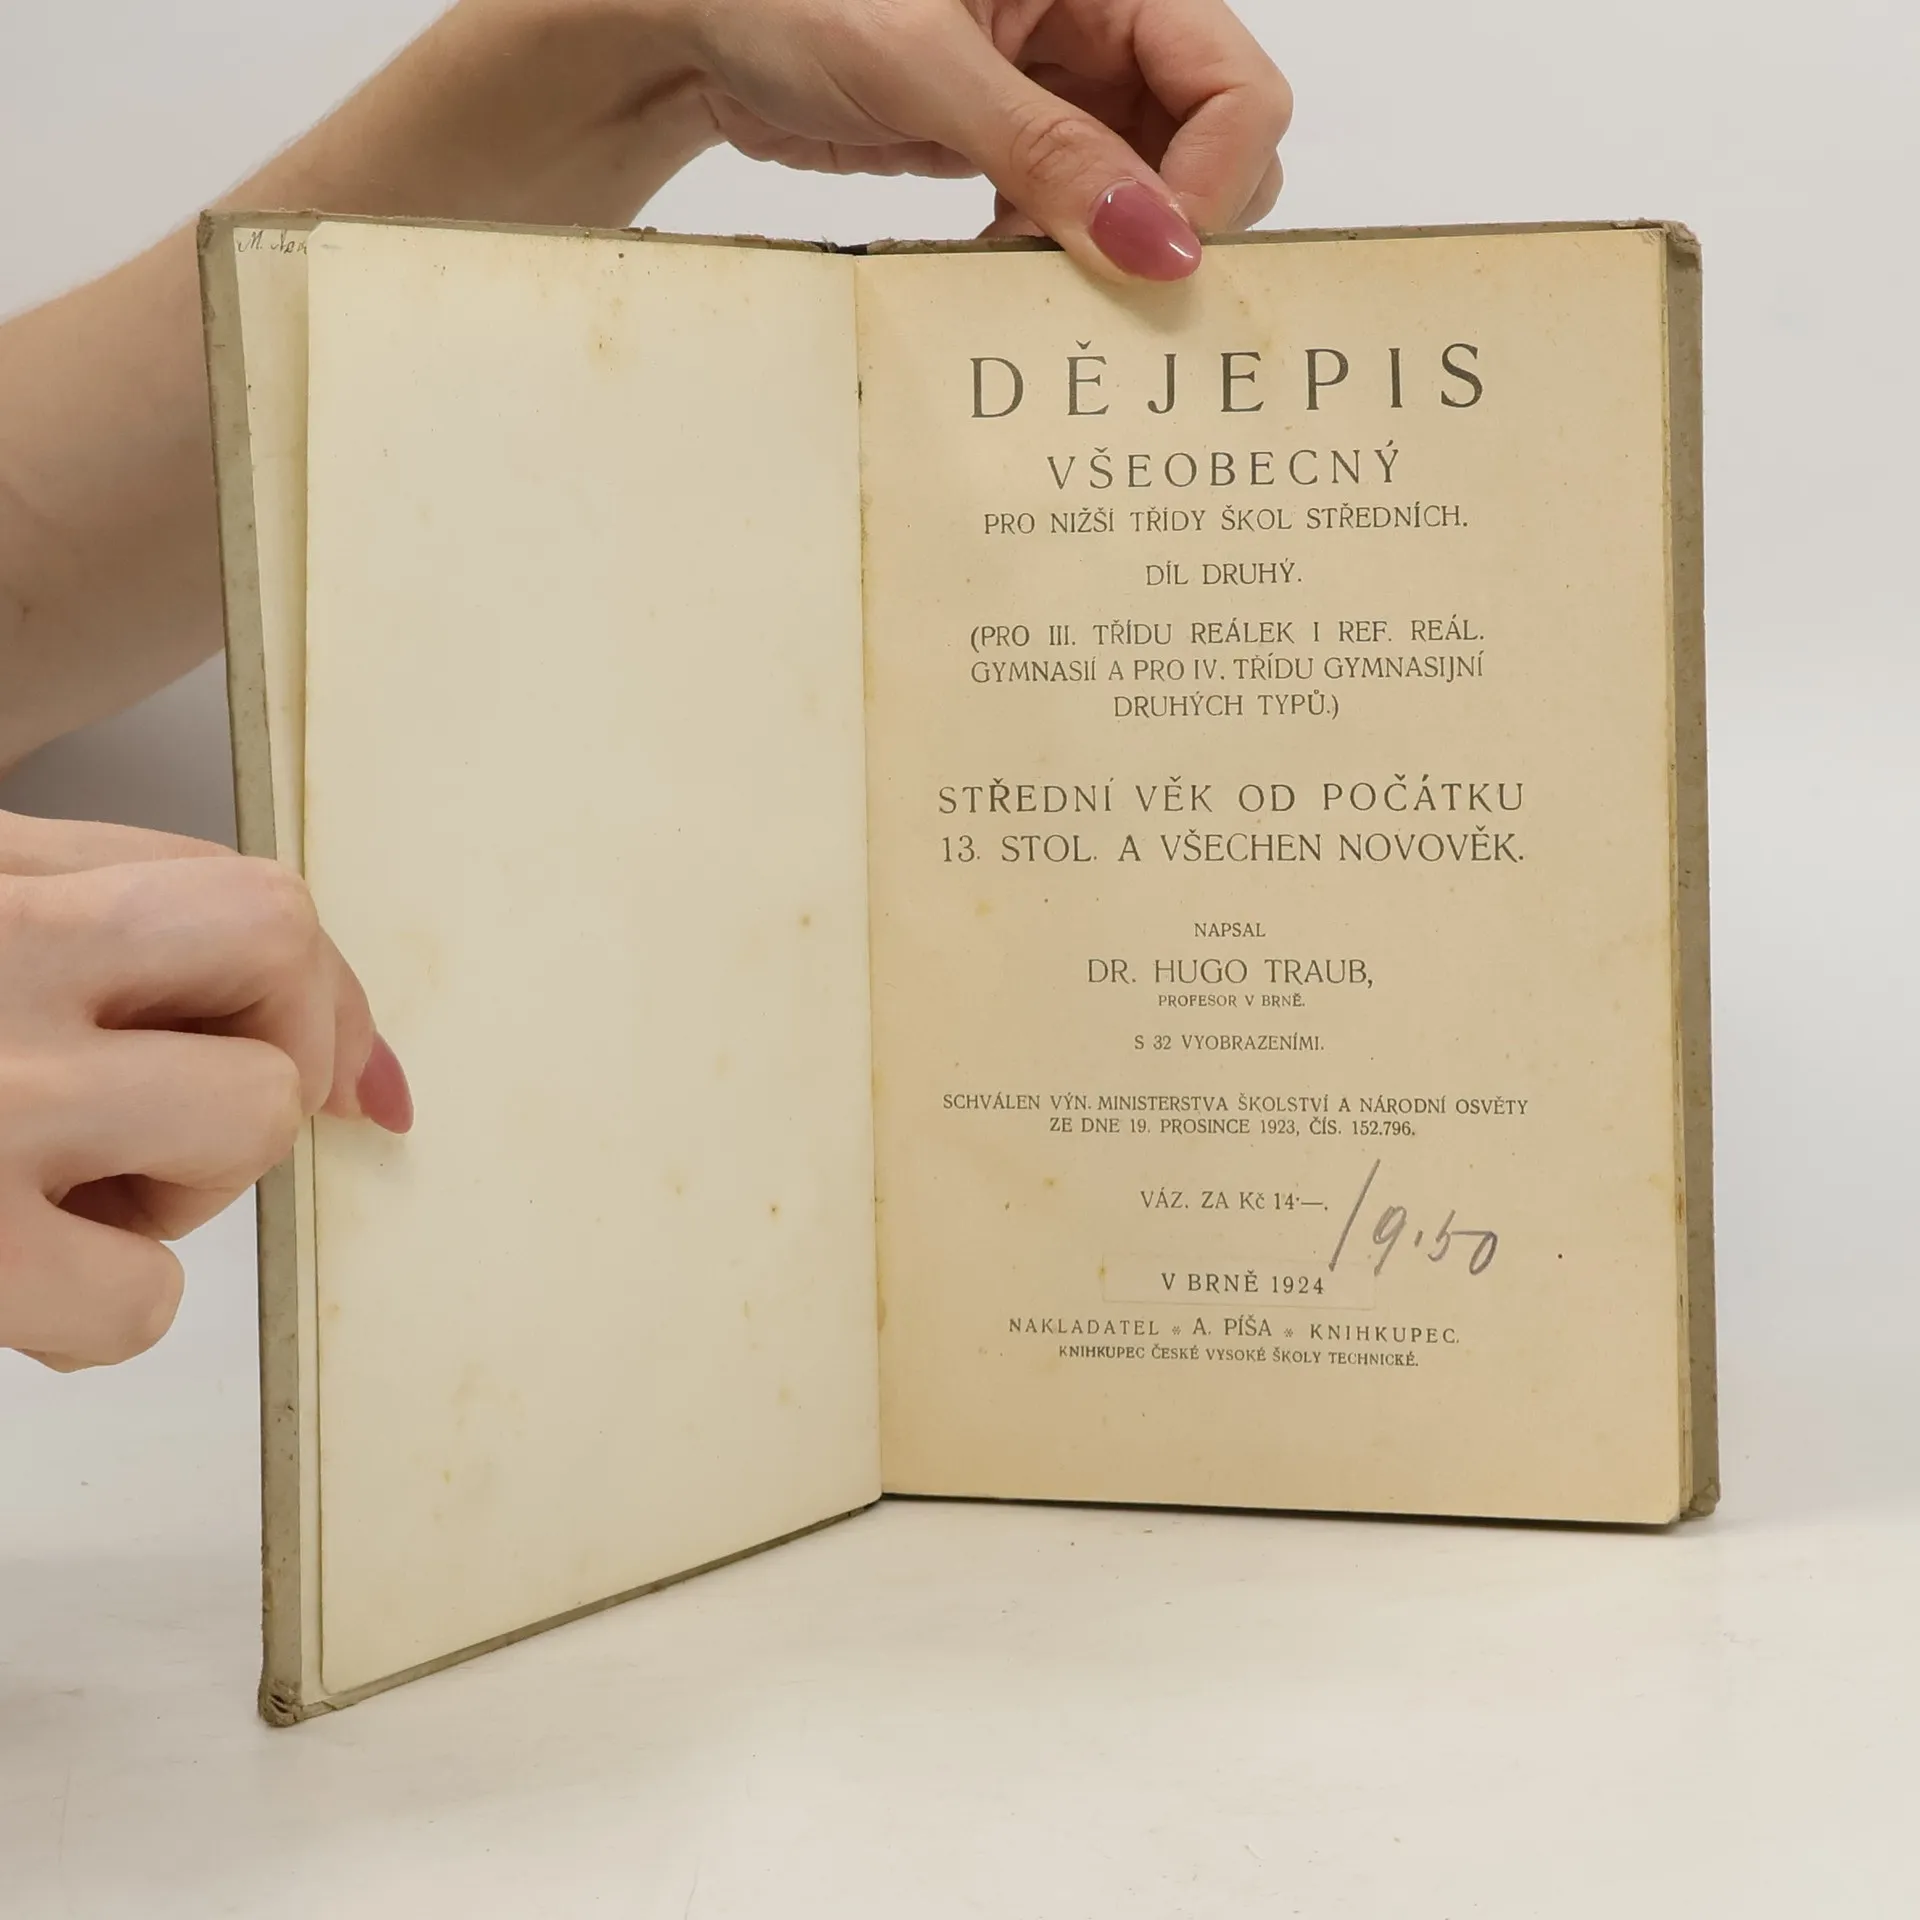 M.
DĚJEPIS
VŠEOBECNÝ
PRO NIŽŠÍ TŘÍDY ŠKOL STŘEDNÍCH.
DÍL DRUHÝ.
(PRO III. TŘÍDU REÁLEK I REF. REÁL.
GYMNASIÍ A PRO IV. TŘÍDU GYMNASIJNÍ
DRUHÝCH TYPŮ.)
STŘEDNÍ VĚK OD POČÁTKU
13. STOL. A VŠECHEN NOVOVĚK.
NAPSAL
DR. HUGO TRAUB,
PROFESOR V BRNĚ.
S 32 VYOBRAZENÍMI.
SCHVÁLEN VÝN. MINISTERSTVA ŠKOLSTVÍ A NÁRODNÍ OSVĚTY
ZE DNE 19. PROSINCE 1923, ČÍS. 152.796.
VÁZ. ZA Kč 14·—.
/9.50
V BRNĚ 1924
NAKLADATEL * A. PÍŠA * KNIHKUPEC.
KNIHKUPEC ČESKÉ VYSOKÉ ŠKOLY TECHNICKÉ.